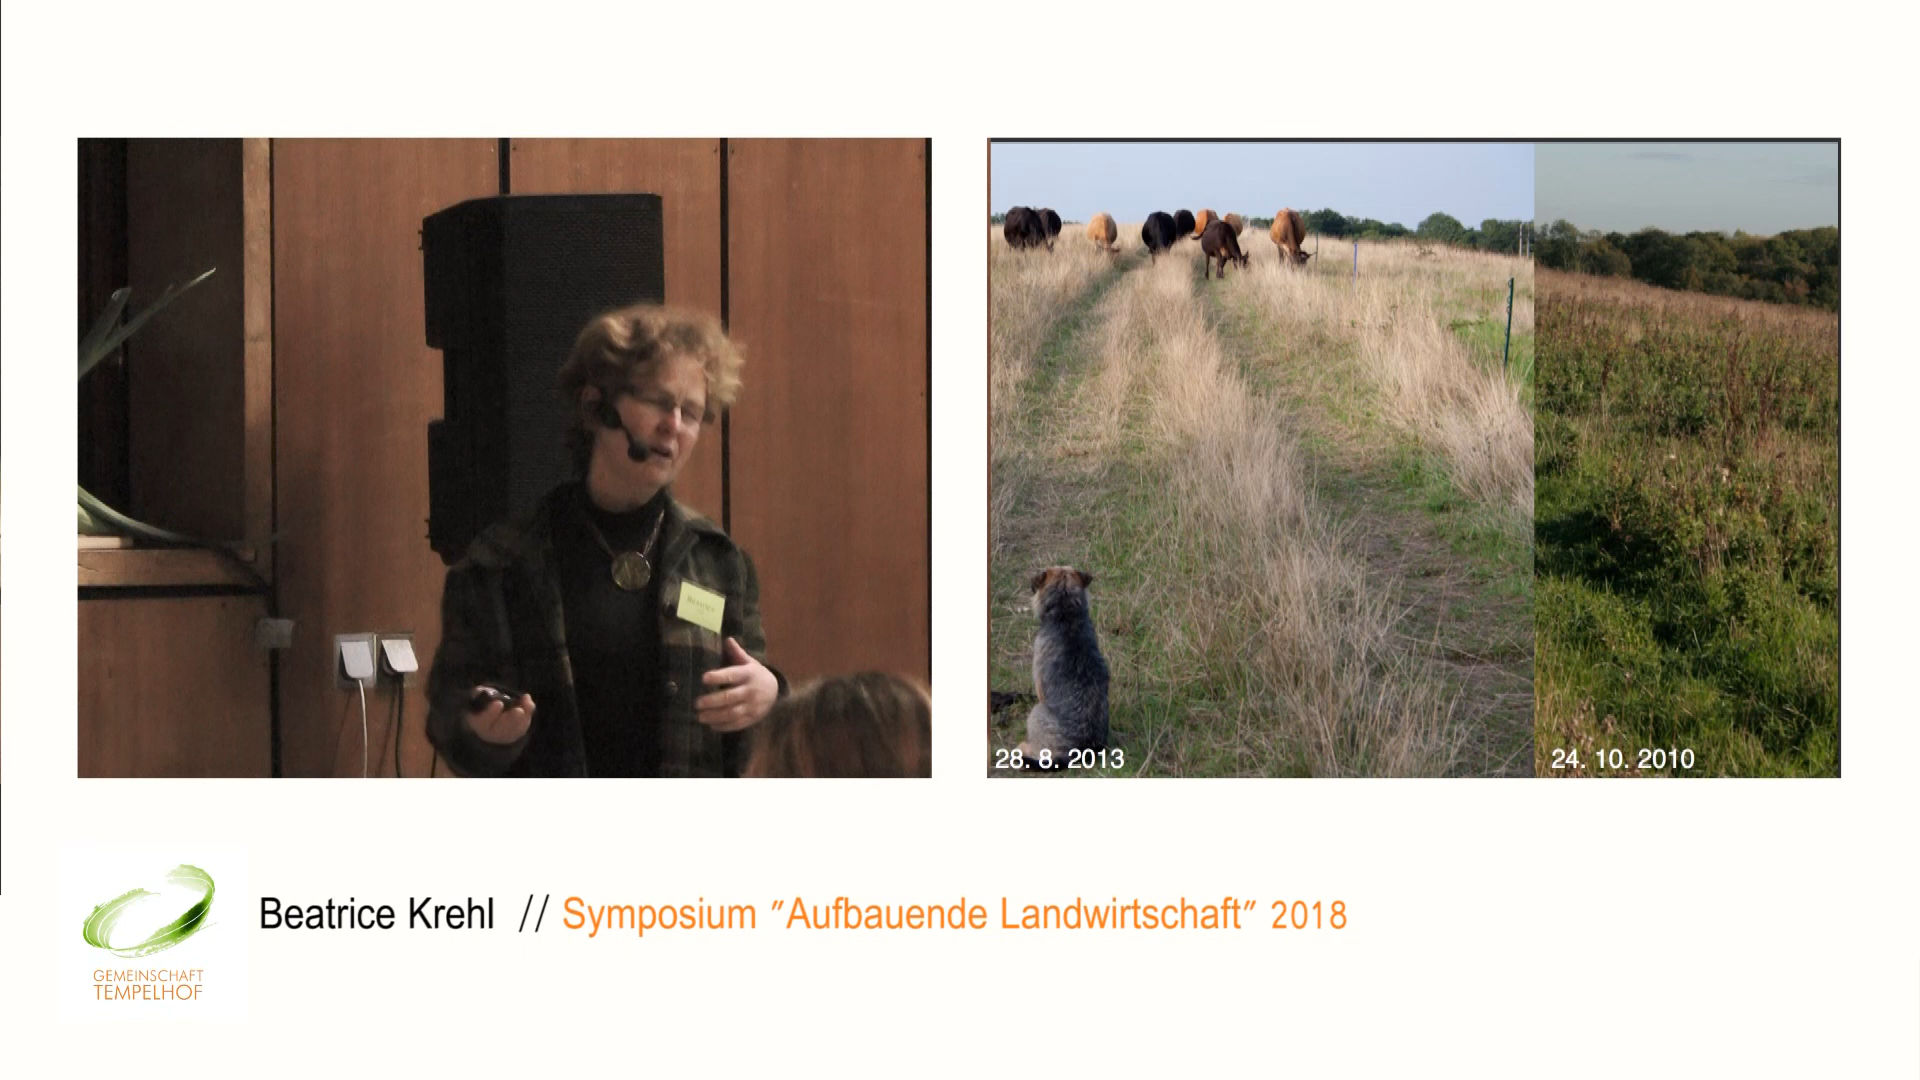 28. 8. 2013
24. 10. 2010
Beatrice Krehl // Symposium "Aufbauende Landwirtschaft" 2018
GEMEINSCHAFT
TEMPELHOF